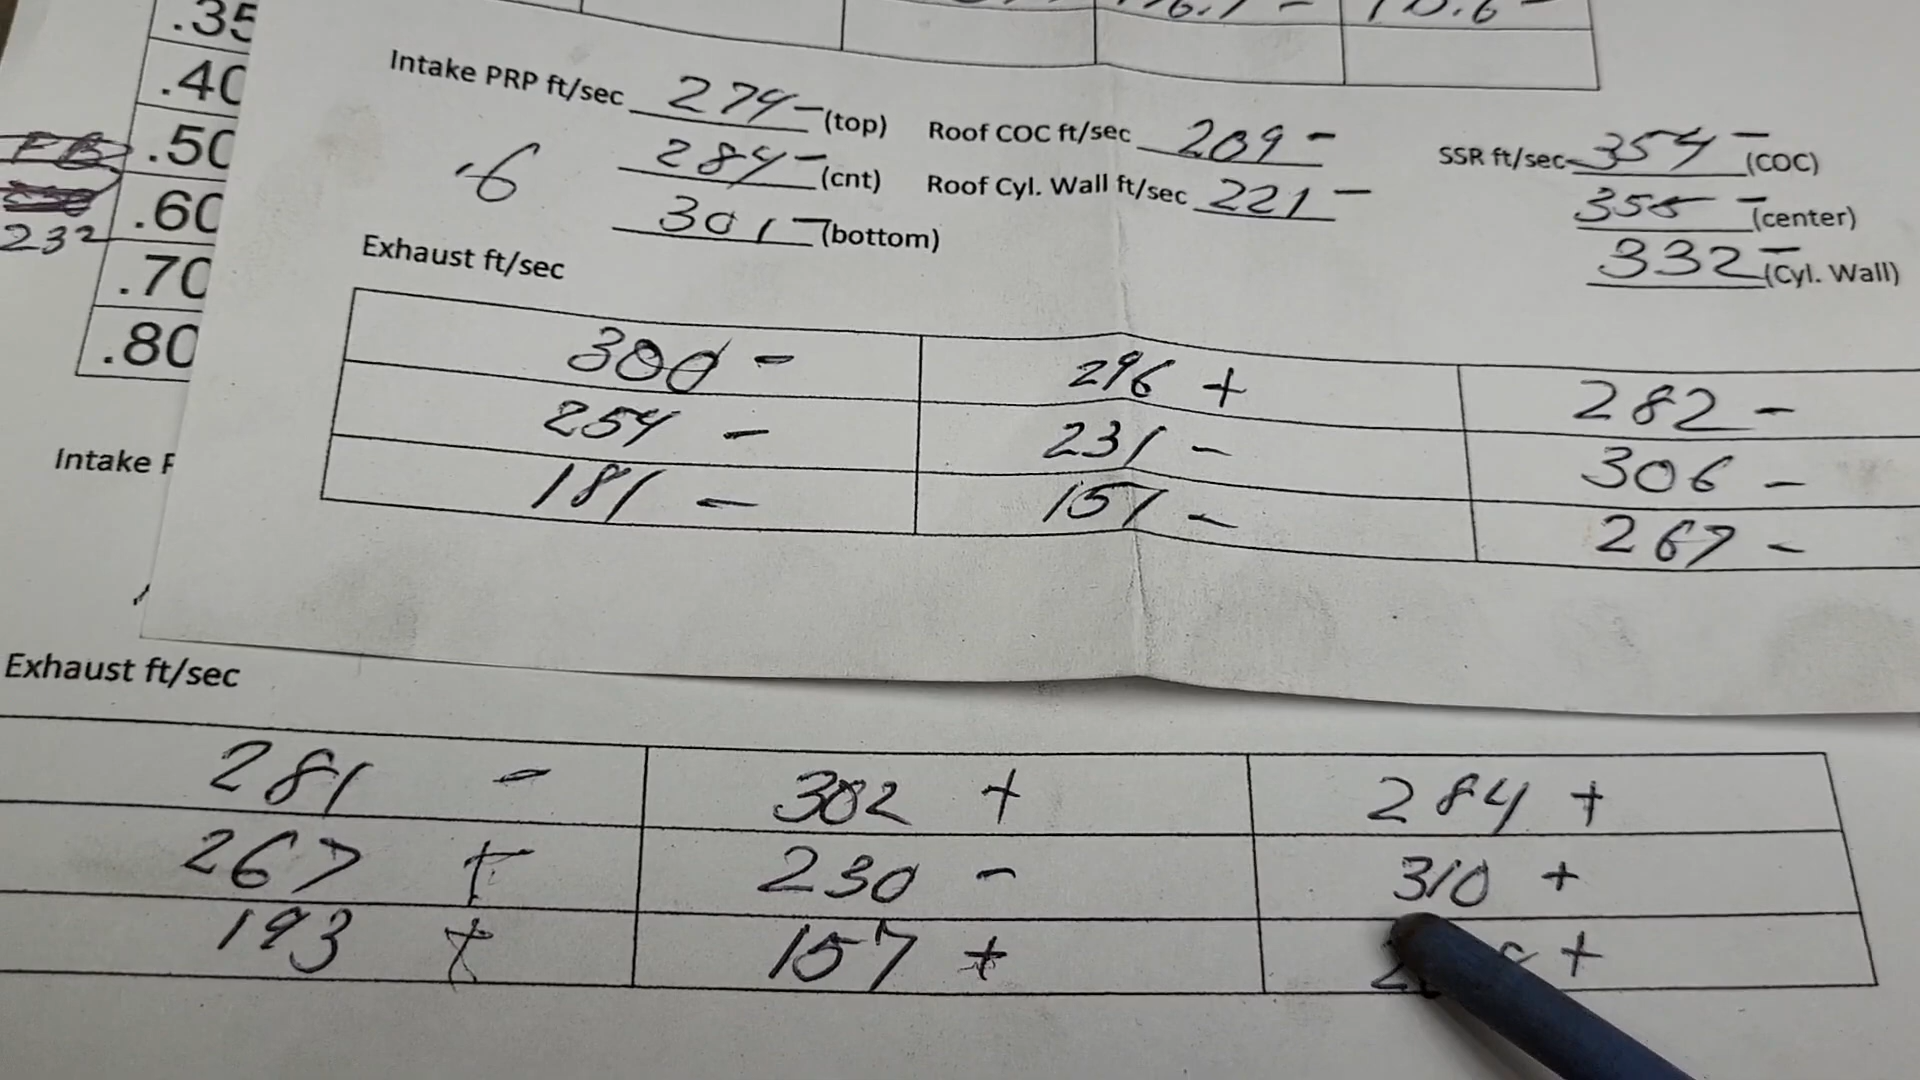 .35
.40
.50
.60
232
.70
.80
Intake PRP ft/sec 274- (top) Roof COC ft/sec 209- SSR ft/sec 354- (COC)
.6 284- (cnt) Roof Cyl. Wall ft/sec 221- 355- (center)
301- (bottom) 332- (Cyl. Wall)
Exhaust ft/sec
300 - 296 + 282 -
254 - 231 - 306 -
181 - 151 - 267 -
Intake
Exhaust ft/sec
281 - 302 + 284 +
267 + 230 - 310 +
193 + 157 + +